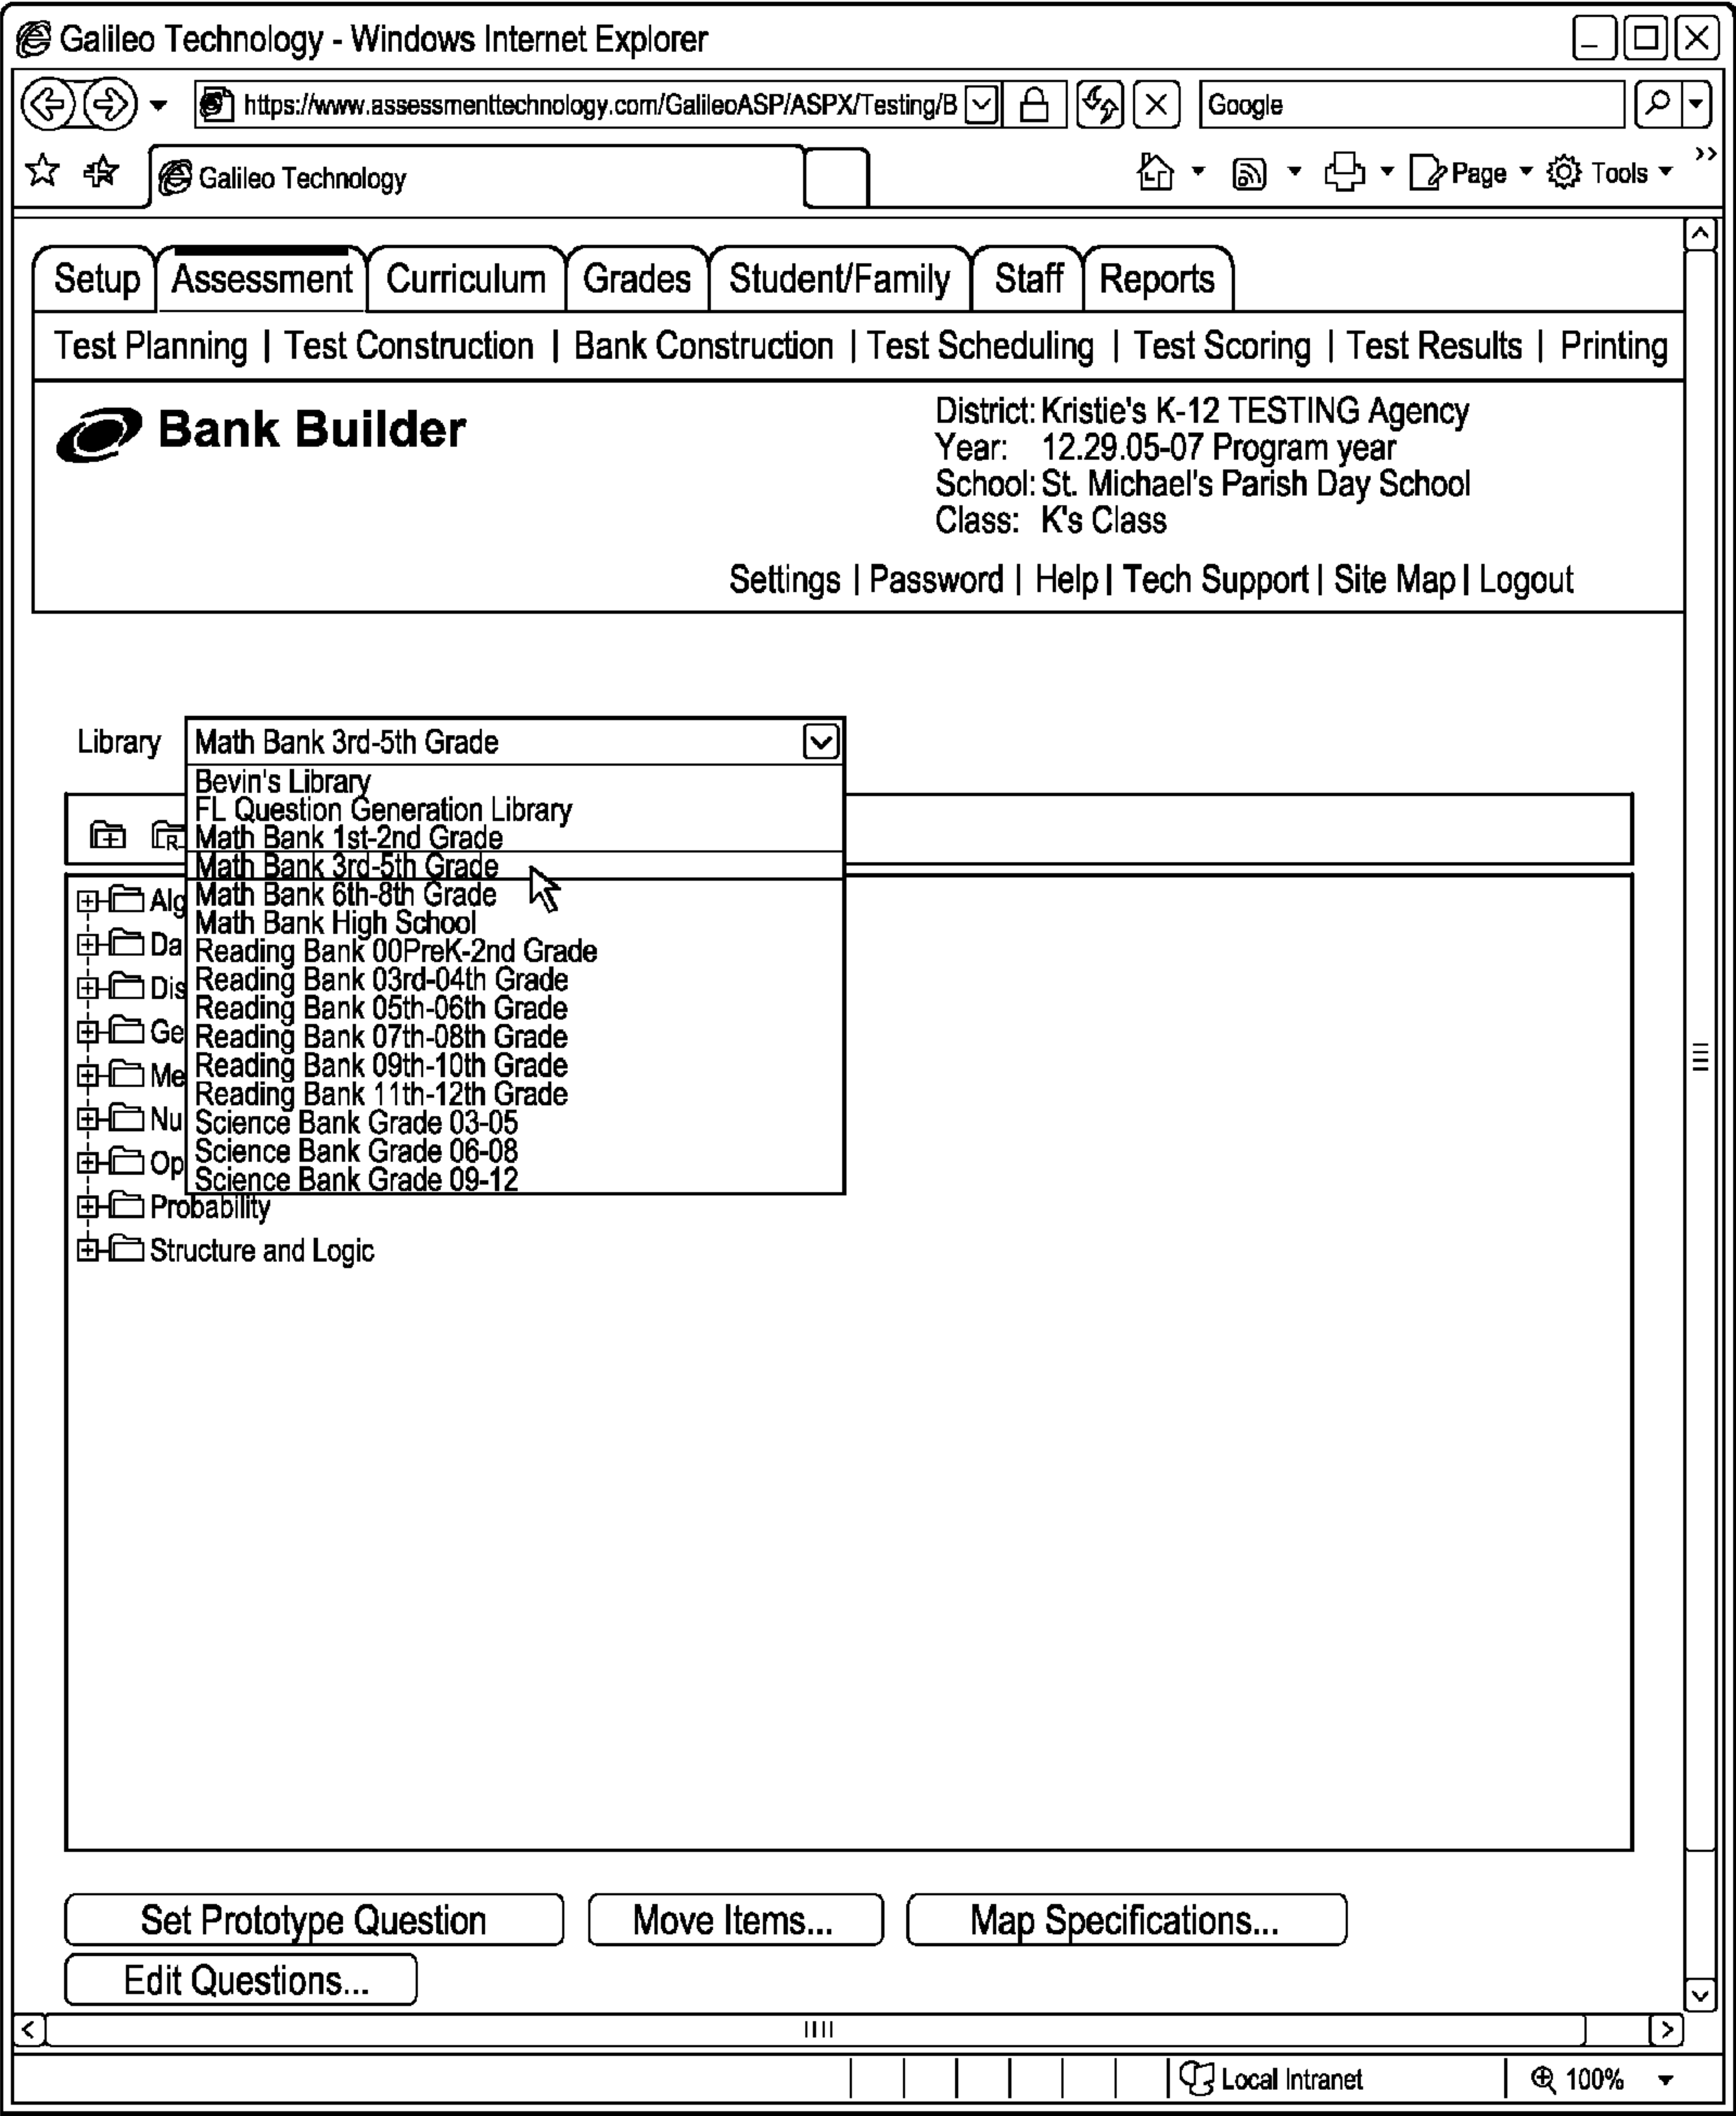 Galileo Technology - Windows Internet Explorer
https://www.assessmenttechnology.com/GalileoASP/ASPX/Testing/B
Google
Galileo Technology
Page
Tools
Setup Assessment Curriculum Grades Student/Family Staff Reports
Test Planning | Test Construction | Bank Construction | Test Scheduling | Test Scoring | Test Results | Printing
Bank Builder
District: Kristie's K-12 TESTING Agency
Year: 12.29.05-07 Program year
School: St. Michael's Parish Day School
Class: K's Class
Settings | Password | Help | Tech Support | Site Map | Logout
Library Math Bank 3rd-5th Grade
Bevin's Library
FL Question Generation Library
R Math Bank 1st-2nd Grade
Math Bank 3rd-5th Grade
Alg Math Bank 6th-8th Grade
Math Bank High School
Da Reading Bank 00PreK-2nd Grade
Dis Reading Bank 03rd-04th Grade
Reading Bank 05th-06th Grade
Ge Reading Bank 07th-08th Grade
Me Reading Bank 09th-10th Grade
Reading Bank 11th-12th Grade
Nu Science Bank Grade 03-05
Op Science Bank Grade 06-08
Science Bank Grade 09-12
Probability
Structure and Logic
Set Prototype Question Move Items... Map Specifications...
Edit Questions...
Local Intranet 100%